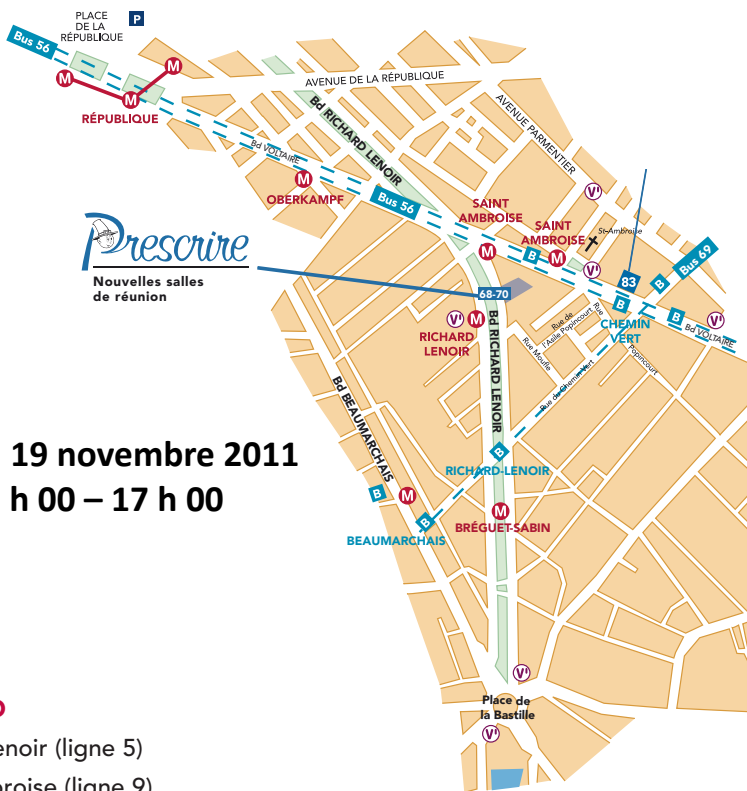 PLACE
DE LA
RÉPUBLIQUE
P
Bus 56
M
M
M
RÉPUBLIQUE
AVENUE DE LA RÉPUBLIQUE
AVENUE PARMENTIER
Bd RICHARD LENOIR
Bd VOLTAIRE
M
OBERKAMPF
Bus 56
V'
SAINT
AMBROISE
M
SAINT
AMBROISE
M
St-Ambroise
B
V'
83
B
Bus 69
B
B
V'
CHEMIN
VERT
Bd VOLTAIRE
Prescrire
Nouvelles salles
de réunion
68-70
V'
M
RICHARD
LENOIR
Bd RICHARD LENOIR
Rue de
l'Asile Popincourt
Rue Moufle
Rue
Popincourt
Rue de Chemin Vert
Bd BEAUMARCHAIS
19 novembre 2011
h 00 – 17 h 00
B
RICHARD-LENOIR
B
M
B
BEAUMARCHAIS
M
BRÉGUET-SABIN
V'
Place de
la Bastille
V'
enoir (ligne 5)
broise (ligne 9)